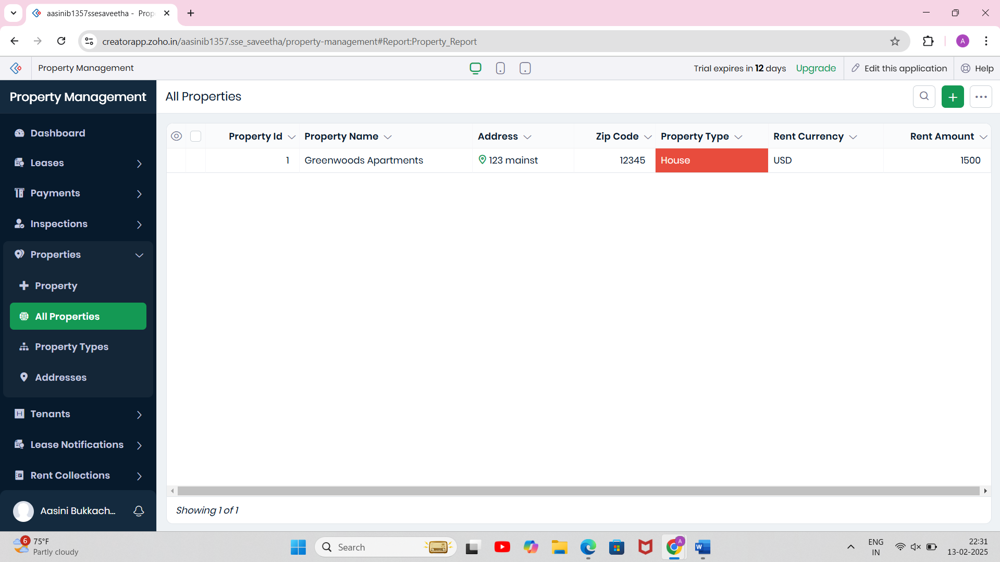 aasinib1357ssesaveetha - Prop
creatorapp.zoho.in/aasinib1357.sse_saveetha/property-management#Report:Property_Report
A
Property Management
Trial expires in 12 days Upgrade Edit this application Help
Property Management
Dashboard
Leases
Payments
Inspections
Properties
Property
All Properties
Property Types
Addresses
Tenants
Lease Notifications
Rent Collections
Aasini Bukkach...
All Properties
Property Id Property Name Address Zip Code Property Type Rent Currency Rent Amount
1 Greenwoods Apartments 123 mainst 12345 House USD 1500
Showing 1 of 1
6
75°F
Partly cloudy
Search
A
W
ENG
IN
22:31
13-02-2025